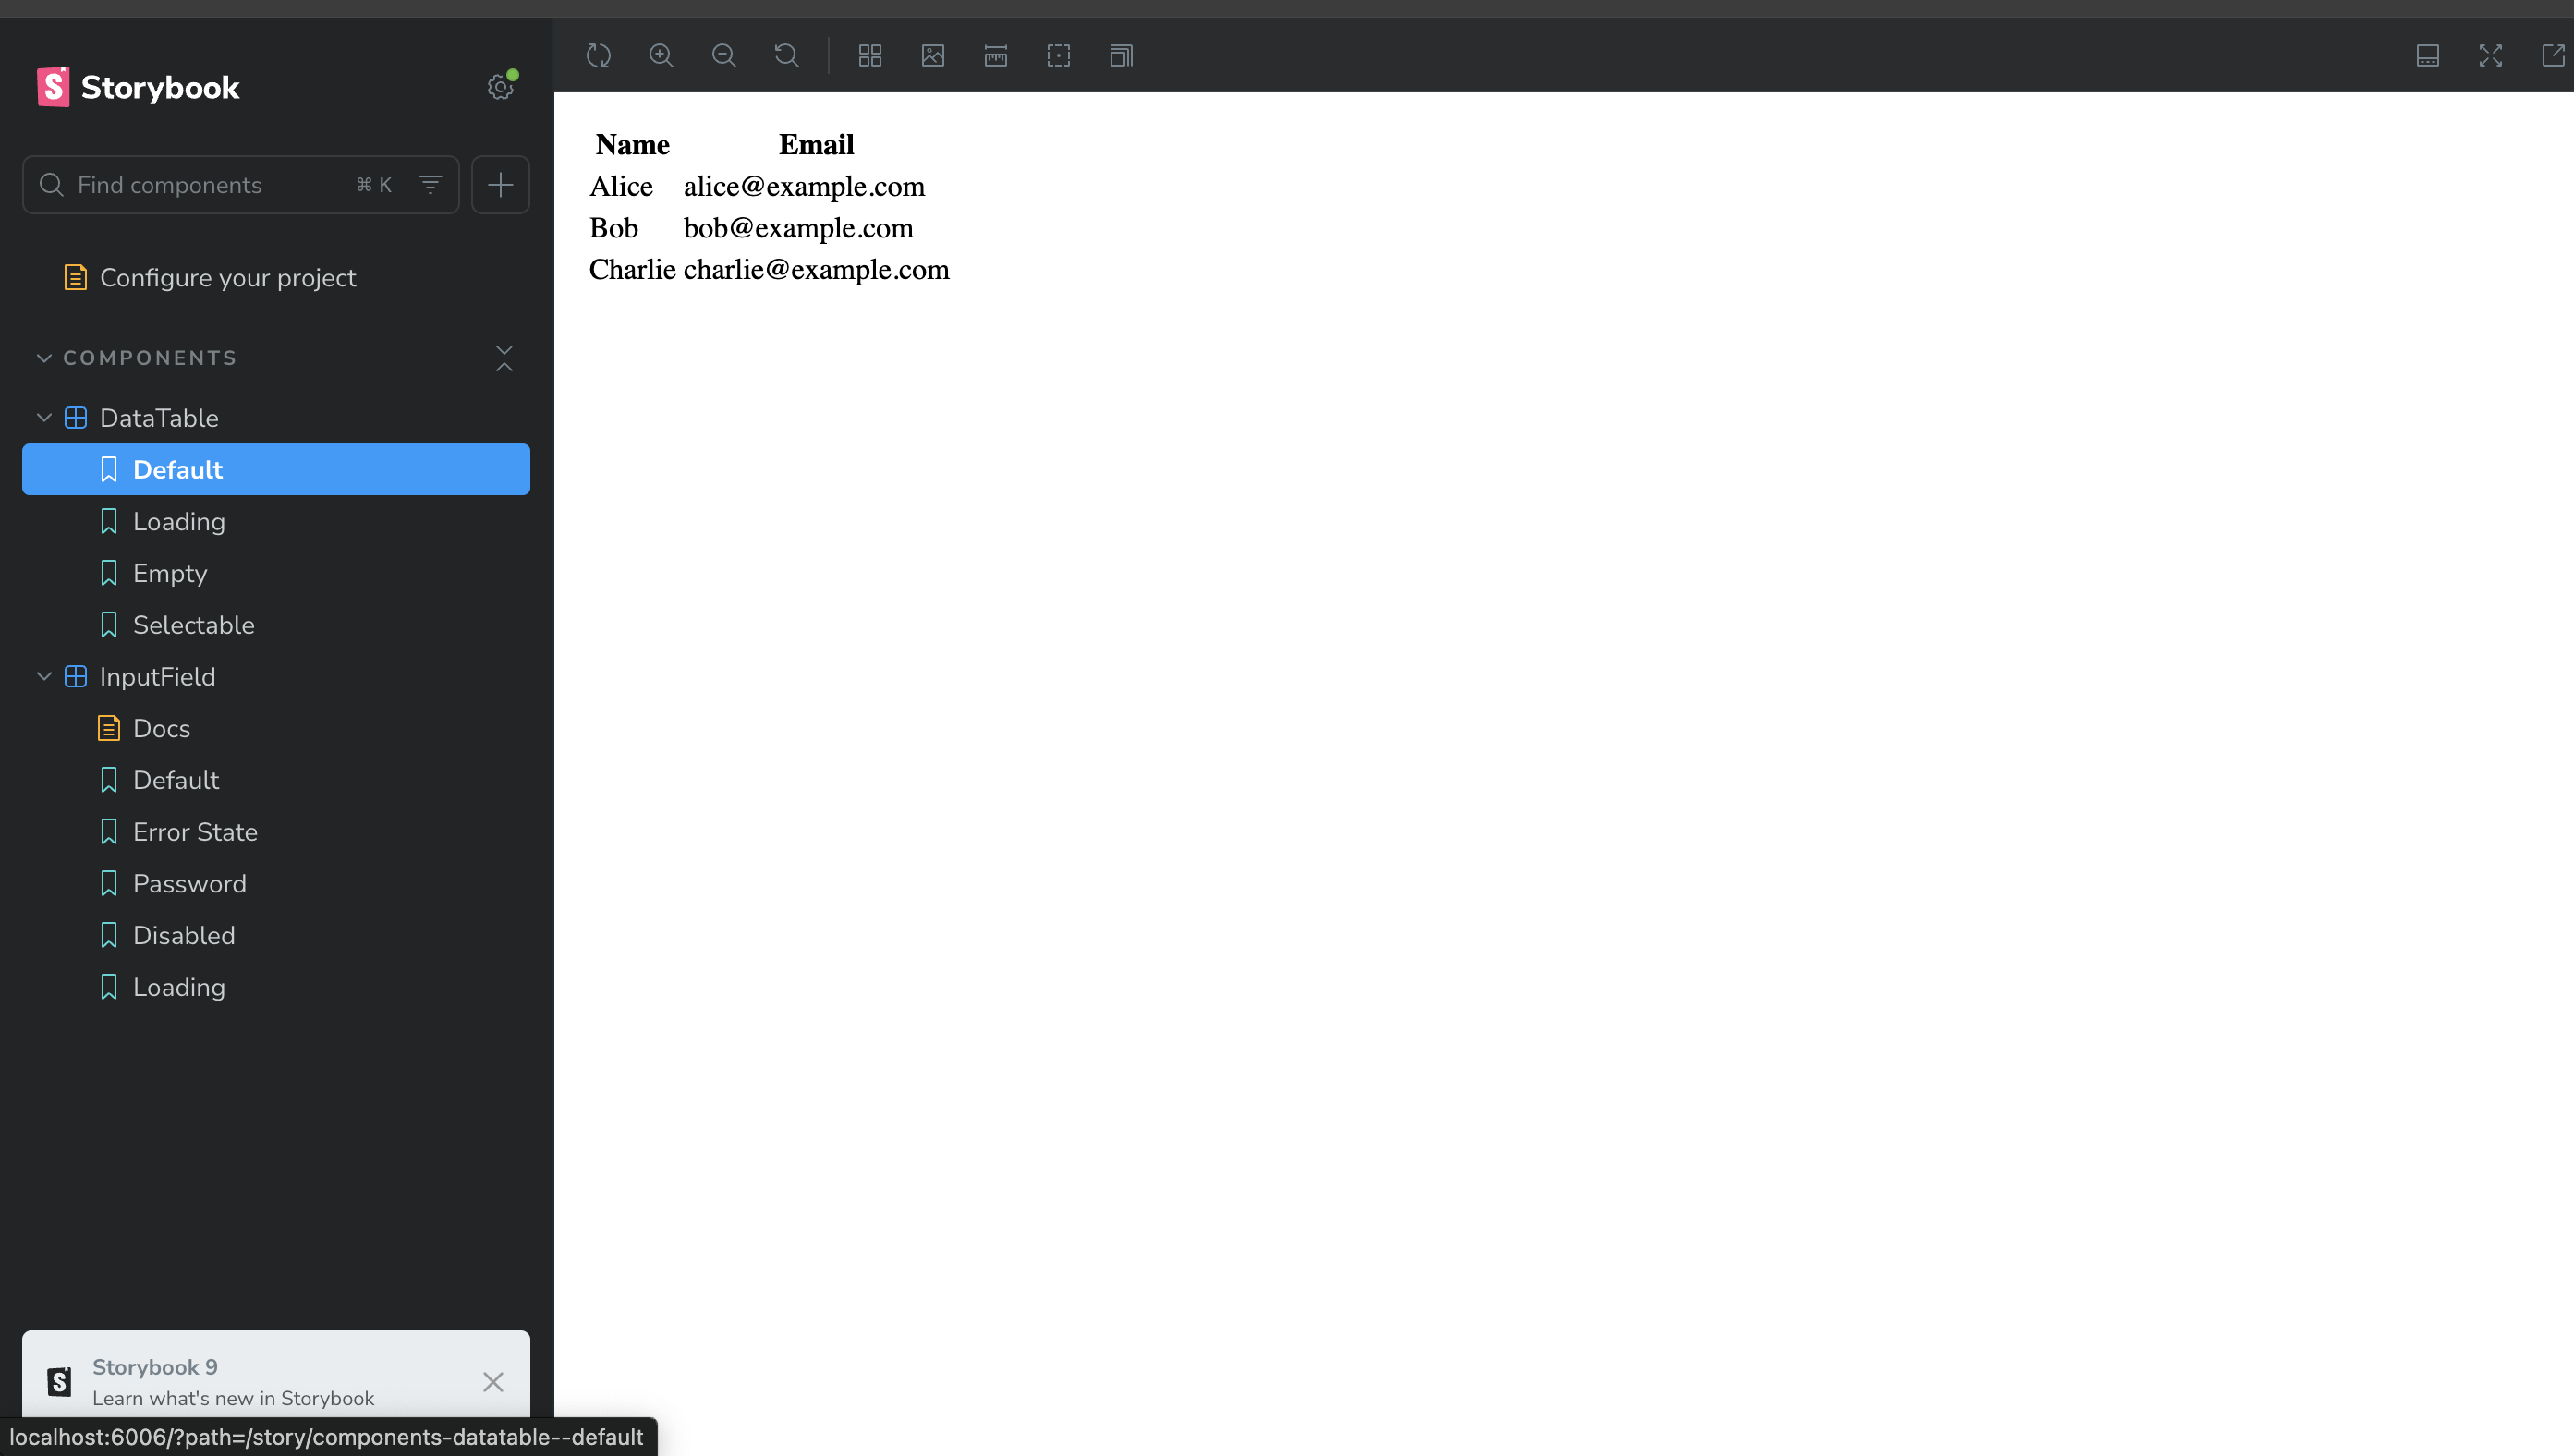 Storybook
Find components ⌘ K
Configure your project
COMPONENTS
DataTable
Default
Loading
Empty
Selectable
InputField
Docs
Default
Error State
Password
Disabled
Loading
Storybook 9
Learn what's new in Storybook
localhost:6006/?path=/story/components-datatable--default
Name Email
Alice alice@example.com
Bob bob@example.com
Charlie charlie@example.com